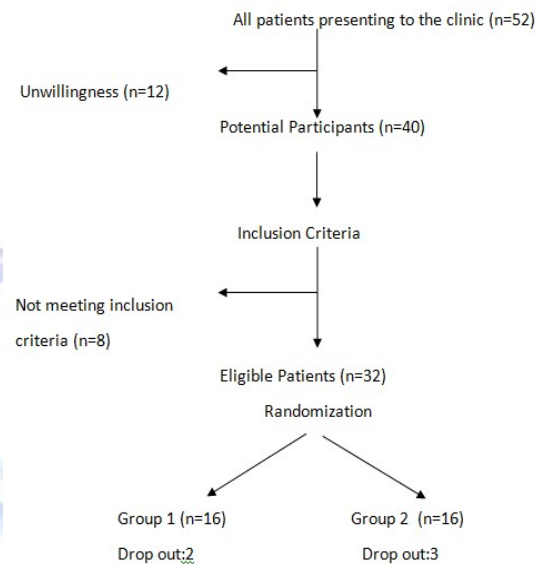 All patients presenting to the clinic (n=52)
Unwillingness (n=12)
Potential Participants (n=40)
Inclusion Criteria
Not meeting inclusion
criteria (n=8)
Eligible Patients (n=32)
Randomization
Group 1 (n=16)
Group 2 (n=16)
Drop out:2
Drop out:3